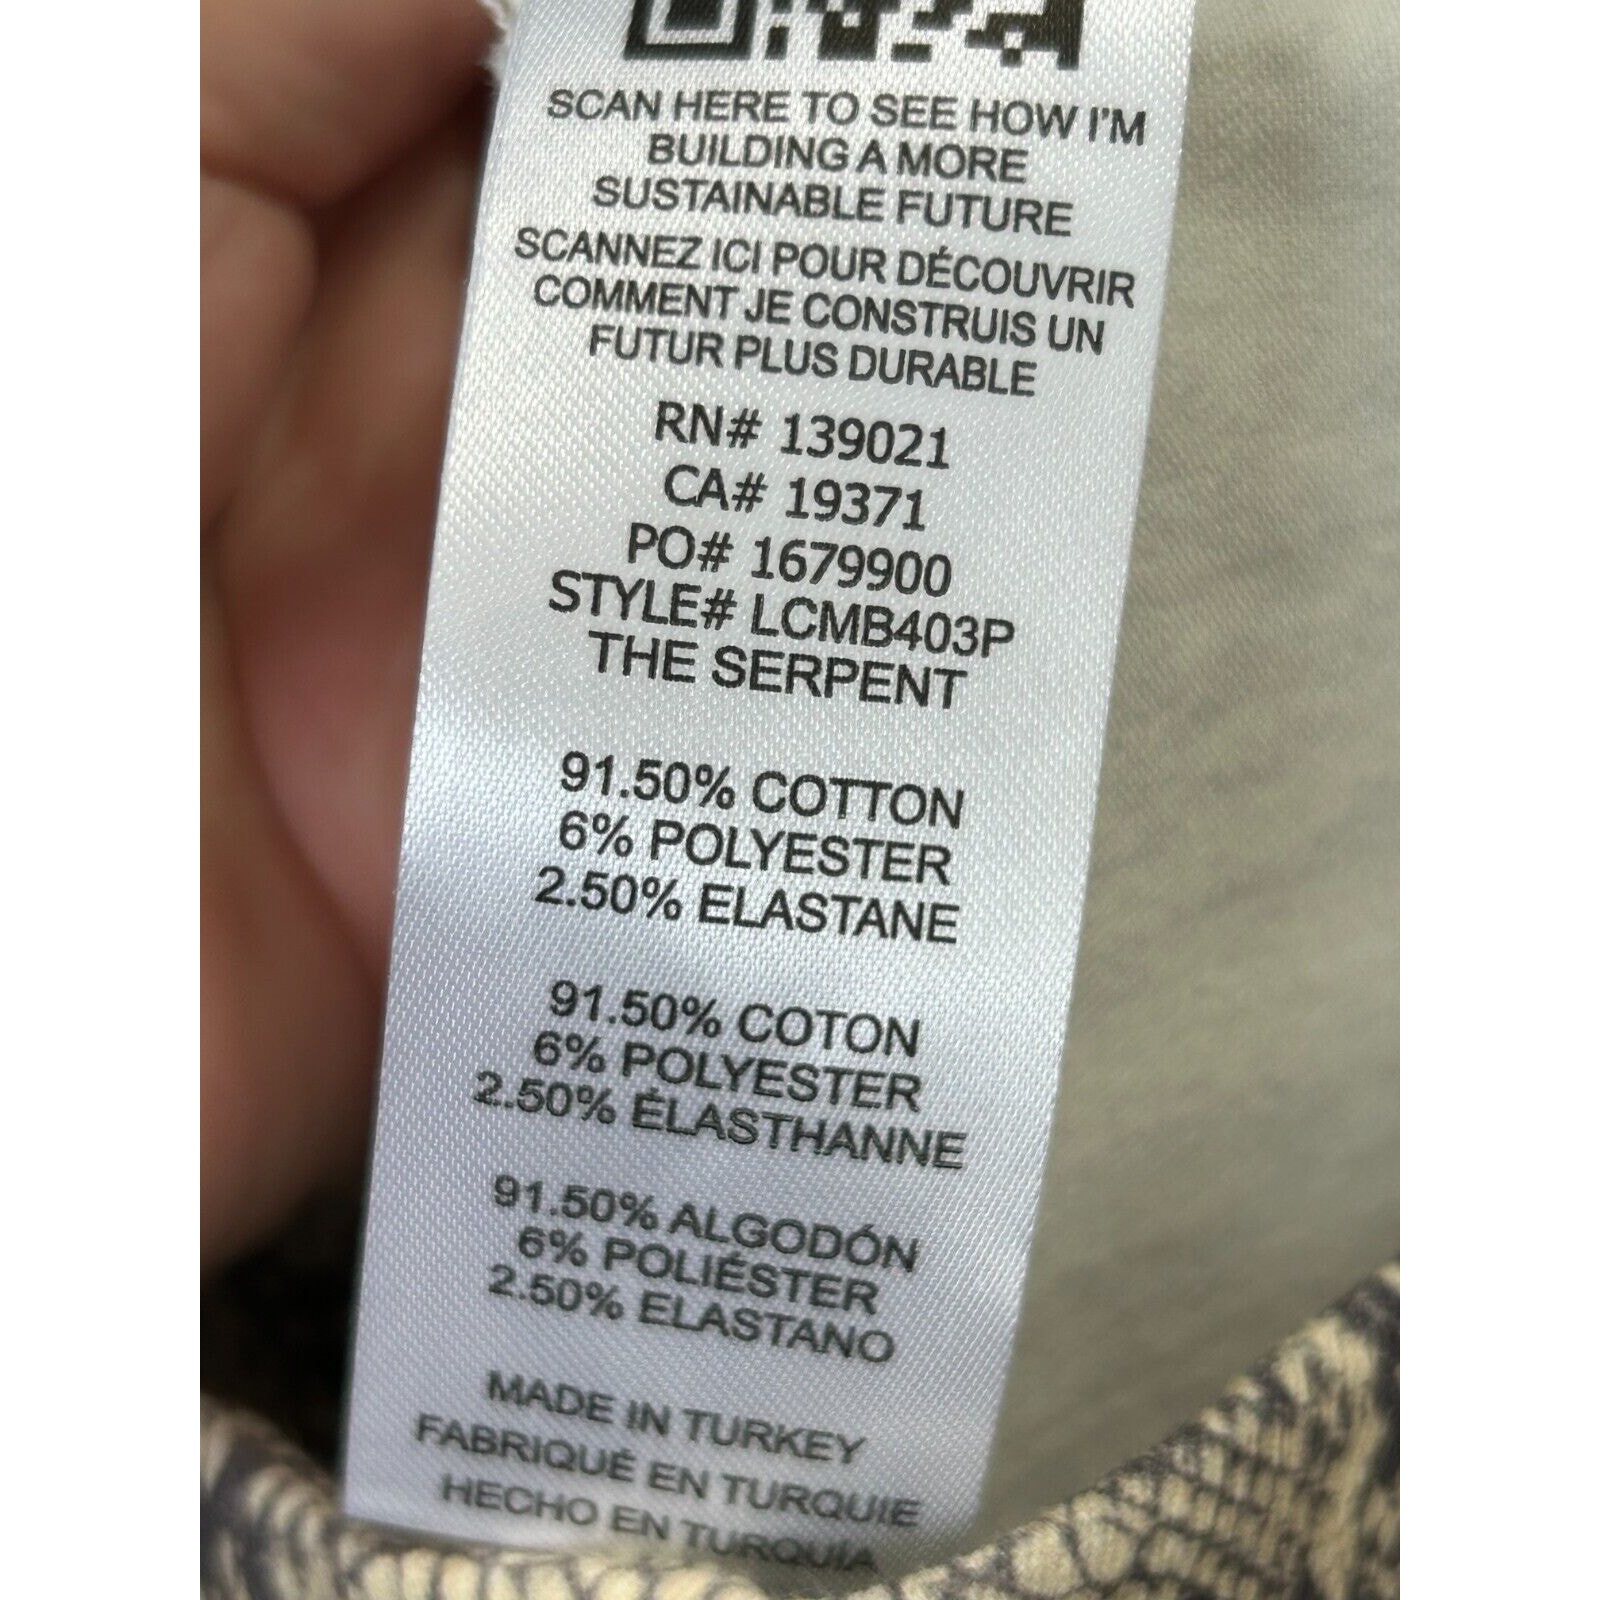 SCAN HERE TO SEE HOW I'M
BUILDING A MORE
SUSTAINABLE FUTURE
SCANNEZ ICI POUR DÉCOUVRIR
COMMENT JE CONSTRUIS UN
FUTUR PLUS DURABLE
RN# 139021
CA# 19371
PO# 1679900
STYLE# LCMB403P
THE SERPENT
91.50% COTTON
6% POLYESTER
2.50% ELASTANE
91.50% COTON
6% POLYESTER
2.50% ÉLASTHANNE
91.50% ALGODÓN
6% POLIÉSTER
2.50% ELASTANO
MADE IN TURKEY
FABRIQUÉ EN TURQUIE
HECHO EN TURQUÍA